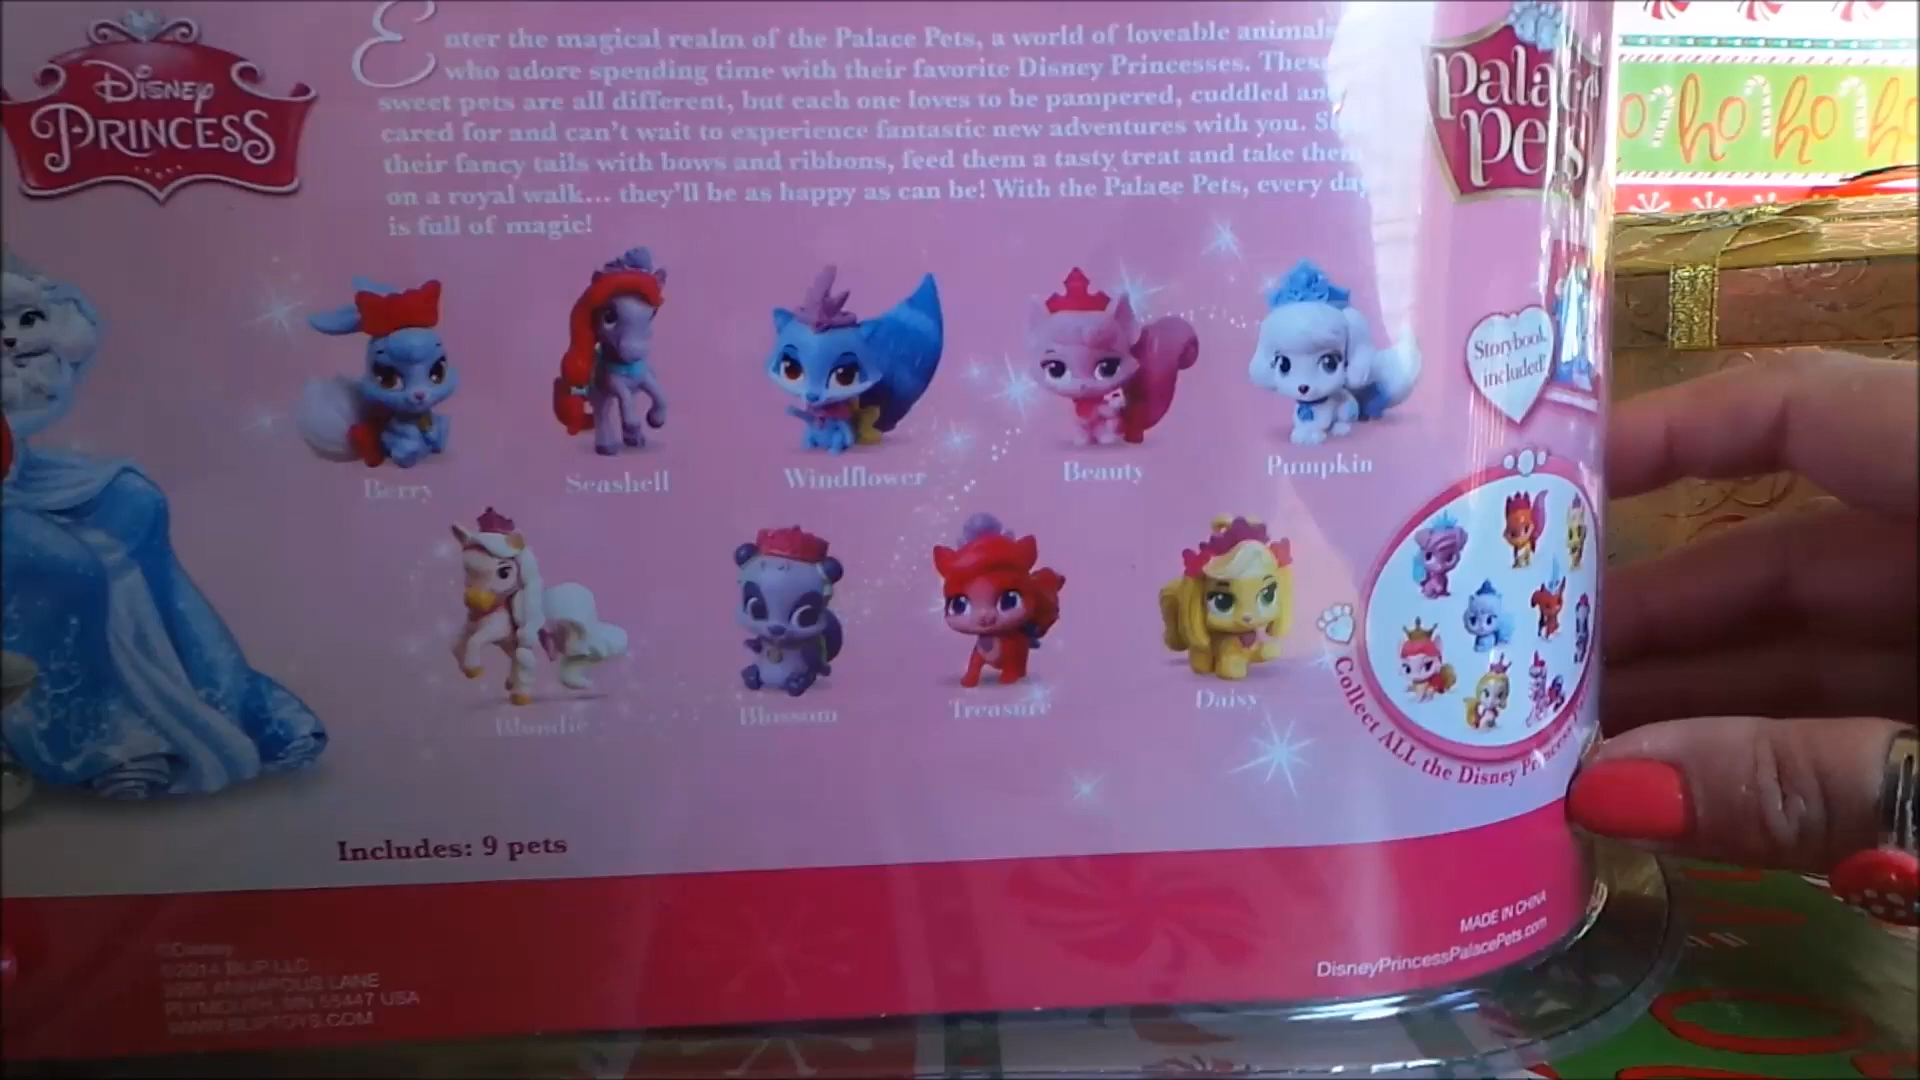 Disney
PRINCESS
Enter the magical realm of the Palace Pets, a world of loveable animals
who adore spending time with their favorite Disney Princesses. These
sweet pets are all different, but each one loves to be pampered, cuddled an
cared for and can't wait to experience fantastic new adventures with you. S
their fancy tails with bows and ribbons, feed them a tasty treat and take them
on a royal walk... they'll be as happy as can be! With the Palace Pets, every day
is full of magic!
palace
pets
ho ho h
Storybook
included!
Berry
Seashell
Windflower
Beauty
Pumpkin
Blondie
Blossom
Treasure
Daisy
Collect ALL the Disney Princess
Includes: 9 pets
©Disney
©2014 BLIP LLC
ANNAPOLIS LANE
PLYMOUTH, MN 55447 USA
WWW.BLIPTOYS.COM
MADE IN CHINA
DisneyPrincessPalacePets.com